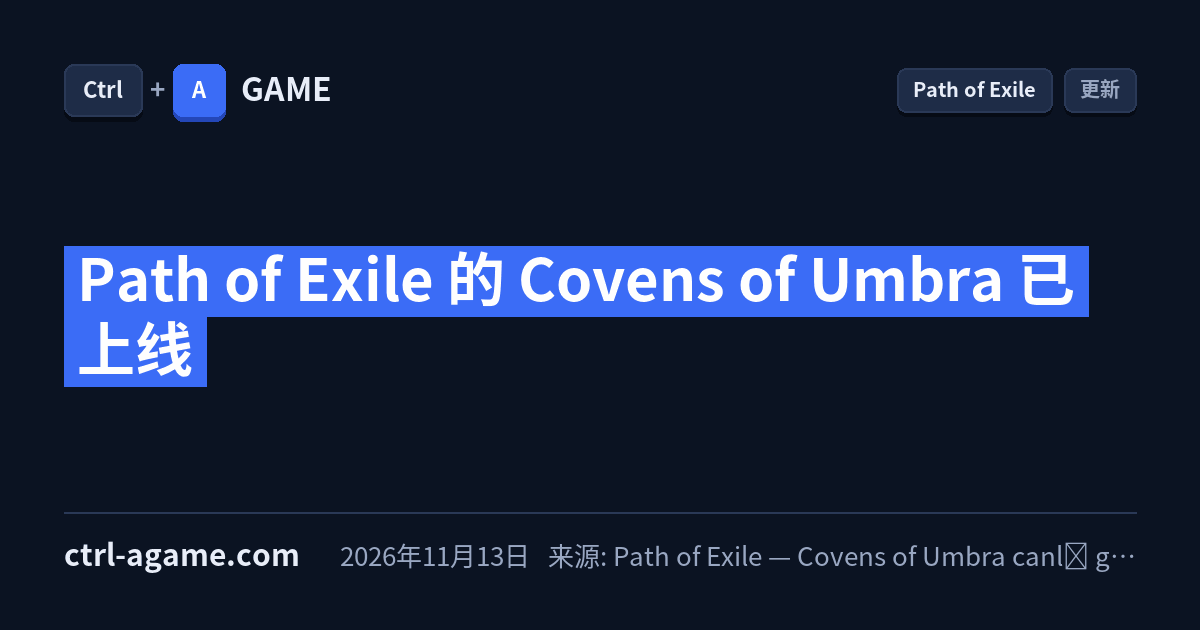 Ctrl + A GAME
Path of Exile 更新
Path of Exile 的 Covens of Umbra 已
上线
ctrl-agame.com 2026年11月13日 来源: Path of Exile — Covens of Umbra canl☒ g…